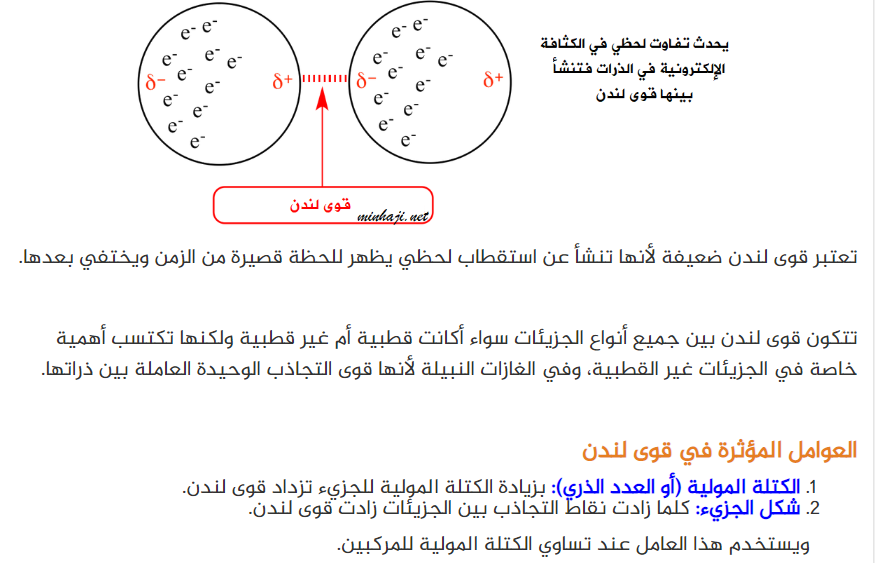 e⁻ e⁻
e⁻ e⁻ e⁻
δ⁻ e⁻ e⁻ δ⁺
e⁻ e⁻
e⁻
e⁻
e⁻ e⁻
e⁻ e⁻ e⁻
δ⁻ e⁻ e⁻ δ⁺
e⁻ e⁻
e⁻
e⁻
يحدث تفاوت لحظي في الكثافة
الإلكترونية في الذرات فتنشأ
بينها قوى لندن
قوى لندن
minhaji.net
تعتبر قوى لندن ضعيفة لأنها تنشأ عن استقطاب لحظي يظهر للحظة قصيرة من الزمن ويختفي بعدها.
تتكون قوى لندن بين جميع أنواع الجزيئات سواء أكانت قطبية أم غير قطبية ولكنها تكتسب أهمية
خاصة في الجزيئات غير القطبية، وفي الغازات النبيلة لأنها قوى التجاذب الوحيدة العاملة بين ذراتها.
العوامل المؤثرة في قوى لندن
1. الكتلة المولية (أو العدد الذري): بزيادة الكتلة المولية للجزيء تزداد قوى لندن.
2. شكل الجزيء: كلما زادت نقاط التجاذب بين الجزيئات زادت قوى لندن.
ويستخدم هذا العامل عند تساوي الكتلة المولية للمركبين.